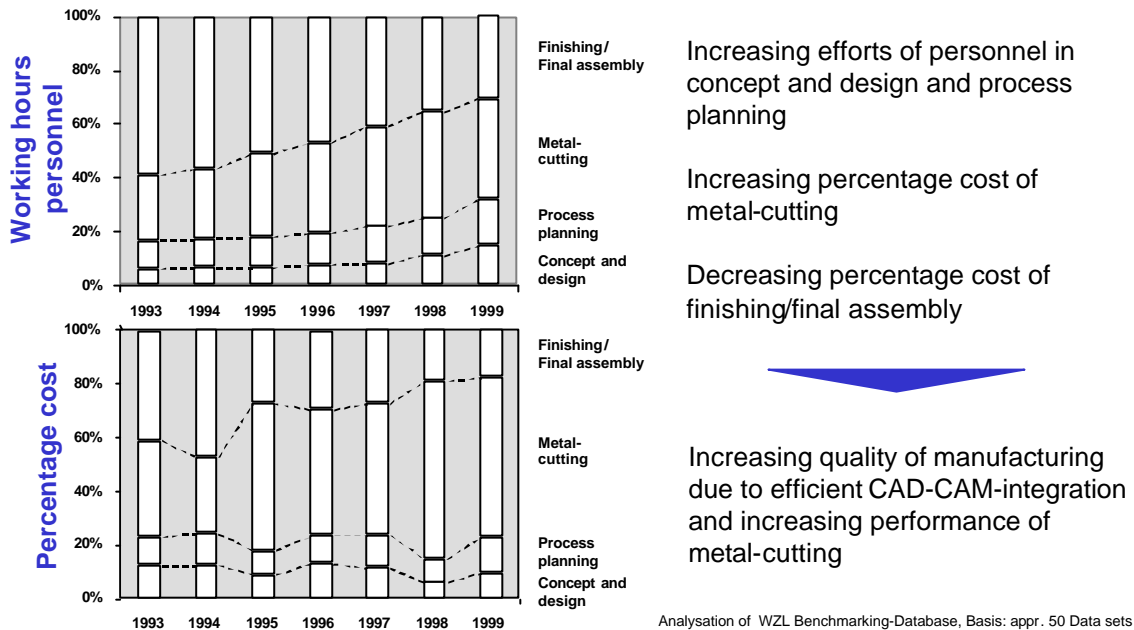 Working hours
personnel
100%
80%
60%
40%
20%
0%
1993 1994 1995 1996 1997 1998 1999
Finishing/
Final assembly
Metal-
cutting
Process
planning
Concept and
design
Percentage cost
100%
80%
60%
40%
20%
0%
1993 1994 1995 1996 1997 1998 1999
Finishing/
Final assembly
Metal-
cutting
Process
planning
Concept and
design
Increasing efforts of personnel in
concept and design and process
planning
Increasing percentage cost of
metal-cutting
Decreasing percentage cost of
finishing/final assembly
Increasing quality of manufacturing
due to efficient CAD-CAM-integration
and increasing performance of
metal-cutting
Analysation of WZL Benchmarking-Database, Basis: appr. 50 Data sets